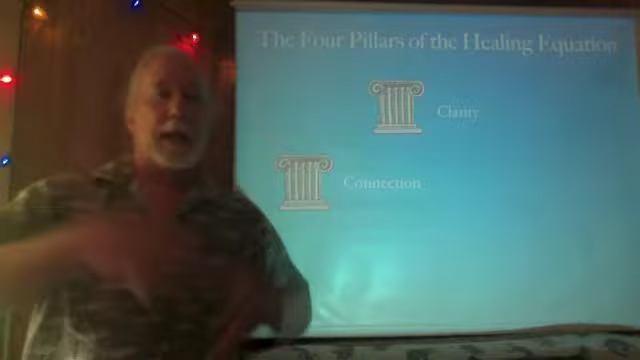 The Four Pillars of the Healing Equation
Clarity
Connection